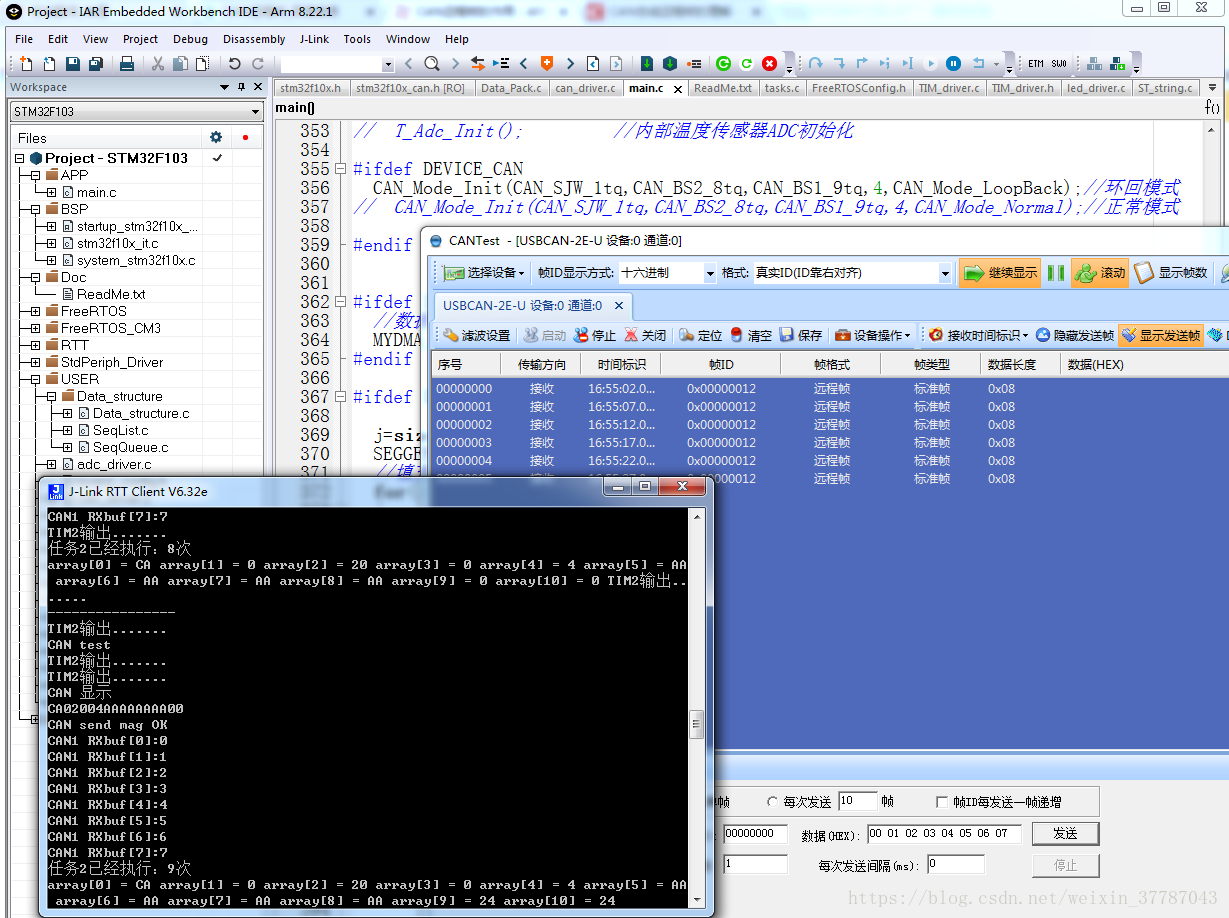 Project - IAR Embedded Workbench IDE - Arm 8.22.1
File Edit View Project Debug Disassembly J-Link Tools Window Help
ETM SWO
Workspace
stm32f10x.h stm32f10x_can.h [RO] Data_Pack.c can_driver.c main.c ReadMe.txt tasks.c FreeRTOSConfig.h TIM_driver.c TIM_driver.h led_driver.c ST_string.c
STM32F103
main()
f()
Files
Project - STM32F103
APP
main.c
BSP
startup_stm32f10x_...
stm32f10x_it.c
system_stm32f10x.c
Doc
ReadMe.txt
FreeRTOS
FreeRTOS_CM3
RTT
StdPeriph_Driver
USER
Data_structure
Data_structure.c
SeqList.c
SeqQueue.c
adc_driver.c
353 // T_Adc_Init(); //内部温度传感器ADC初始化
354
355 #ifdef DEVICE_CAN
356 CAN_Mode_Init(CAN_SJW_1tq,CAN_BS2_8tq,CAN_BS1_9tq,4,CAN_Mode_LoopBack);//环回模式
357 // CAN_Mode_Init(CAN_SJW_1tq,CAN_BS2_8tq,CAN_BS1_9tq,4,CAN_Mode_Normal);//正常模式
358
359 #endif
360
361
362 #ifdef
363 //数
364 MYDMA
365 #endif
366
367 #ifdef
368
369 j=siz
370 SEGGE
371 //填
for
CANTest - [USBCAN-2E-U 设备:0 通道:0]
选择设备 帧ID显示方式: 十六进制 格式: 真实ID(ID靠右对齐) 继续显示 滚动 显示帧数
USBCAN-2E-U 设备:0 通道:0
滤波设置 启动 停止 关闭 定位 清空 保存 设备操作 接收时间标识 隐藏发送帧 显示发送帧
序号 传输方向 时间标识 帧ID 帧格式 帧类型 数据长度 数据(HEX)
00000000 接收 16:55:02.0... 0x00000012 远程帧 标准帧 0x08
00000001 接收 16:55:07.0... 0x00000012 远程帧 标准帧 0x08
00000002 接收 16:55:12.0... 0x00000012 远程帧 标准帧 0x08
00000003 接收 16:55:17.0... 0x00000012 远程帧 标准帧 0x08
00000004 接收 16:55:22.0... 0x00000012 远程帧 标准帧 0x08
00000012 远程帧 标准帧 0x08
J-Link RTT Client V6.32e
CAN1 RXbuf[7]:7
TIM2输出.......
任务2已经执行：8次
array[0] = CA array[1] = 0 array[2] = 20 array[3] = 0 array[4] = 4 array[5] = AA
array[6] = AA array[7] = AA array[8] = AA array[9] = 0 array[10] = 0 TIM2输出..
.....
----------------
TIM2输出.......
CAN test
TIM2输出.......
TIM2输出.......
CAN 显示
CA02004AAAAAAAA00
CAN send mag OK
CAN1 RXbuf[0]:0
CAN1 RXbuf[1]:1
CAN1 RXbuf[2]:2
CAN1 RXbuf[3]:3
CAN1 RXbuf[4]:4
CAN1 RXbuf[5]:5
CAN1 RXbuf[6]:6
CAN1 RXbuf[7]:7
任务2已经执行：9次
array[0] = CA array[1] = 0 array[2] = 20 array[3] = 0 array[4] = 4 array[5] = AA
array[6] = AA array[7] = AA array[8] = AA array[9] = 24 array[10] = 24
帧 每次发送 10 帧 帧ID每发送一帧递增
00000000 数据(HEX): 00 01 02 03 04 05 06 07 发送
1 每次发送间隔(ms): 0 停止
https://blog.csdn.net/weixin_37787043